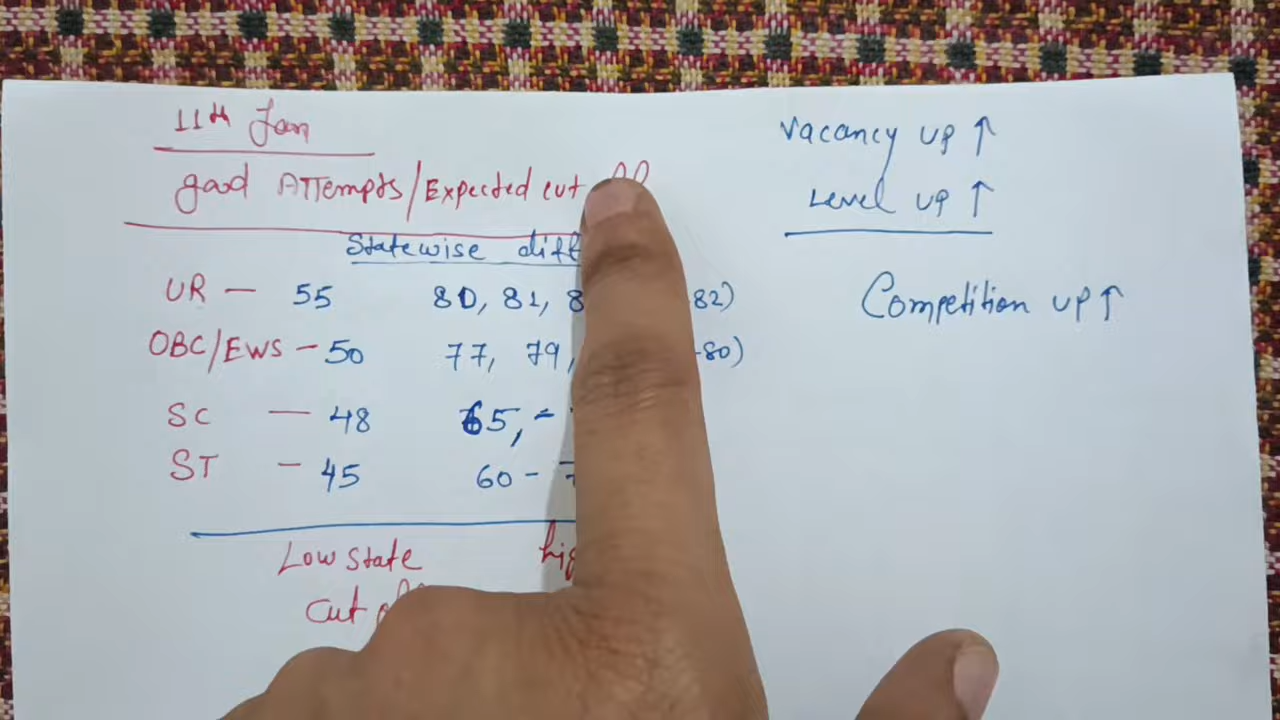 11th Jan
good Attempts/Expected cut
Statewise
UR - 55 80, 81, 82)
OBC/EWS - 50 77, 79, -80)
SC - 48 65, -
ST - 45 60 -
Low state
cut
Vacancy up ↑
Level up ↑
Competition up ↑